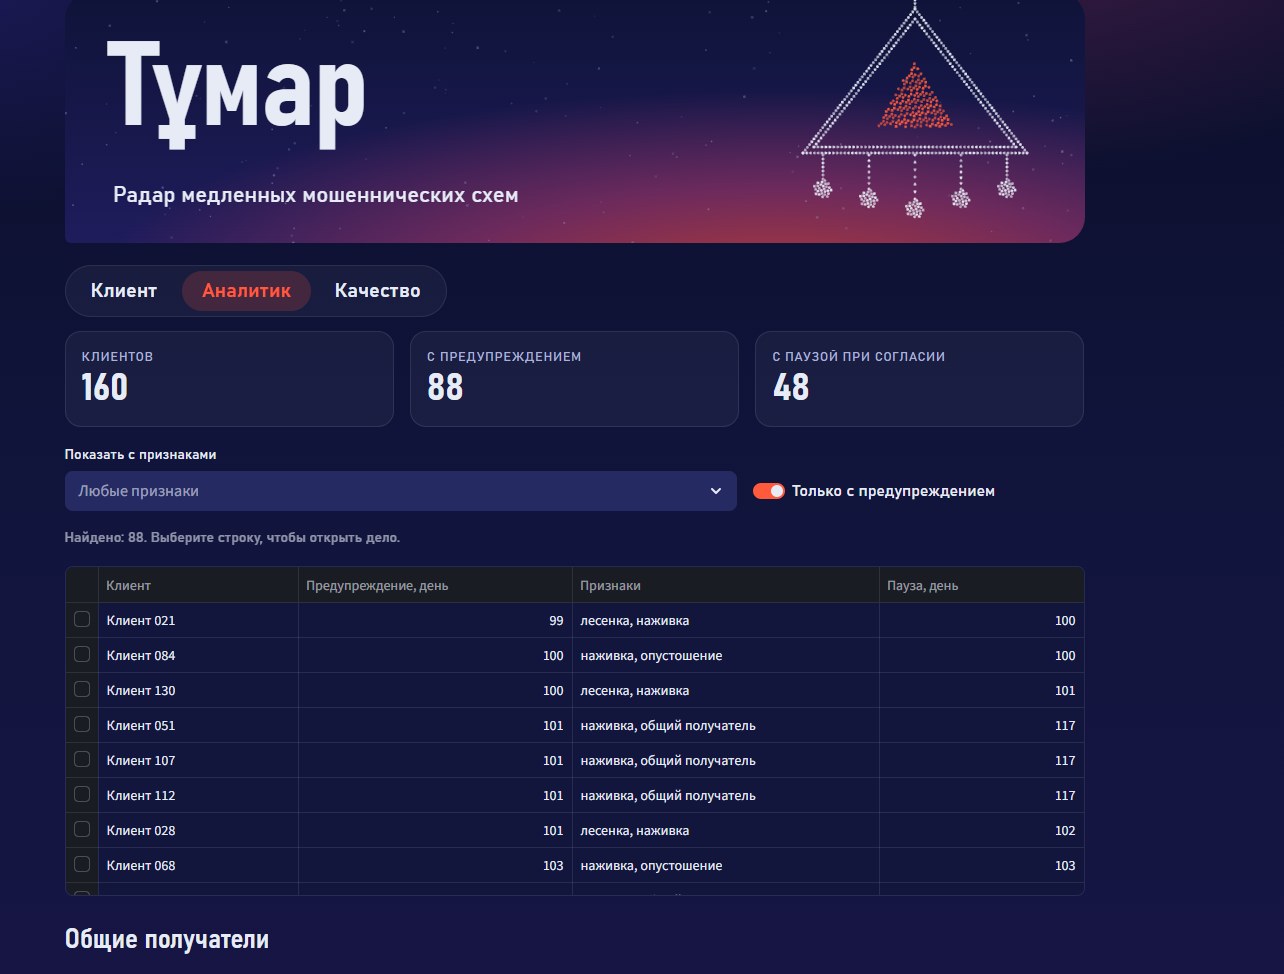 Тұмар
Радар медленных мошеннических схем
Клиент Аналитик Качество
КЛИЕНТОВ С ПРЕДУПРЕЖДЕНИЕМ С ПАУЗОЙ ПРИ СОГЛАСИИ
160 88 48
Показать с признаками
Любые признаки Только с предупреждением
Найдено: 88. Выберите строку, чтобы открыть дело.
Клиент Предупреждение, день Признаки Пауза, день
Клиент 021 99 лесенка, наживка 100
Клиент 084 100 наживка, опустошение 100
Клиент 130 100 лесенка, наживка 101
Клиент 051 101 наживка, общий получатель 117
Клиент 107 101 наживка, общий получатель 117
Клиент 112 101 наживка, общий получатель 117
Клиент 028 101 лесенка, наживка 102
Клиент 068 103 наживка, опустошение 103
Общие получатели